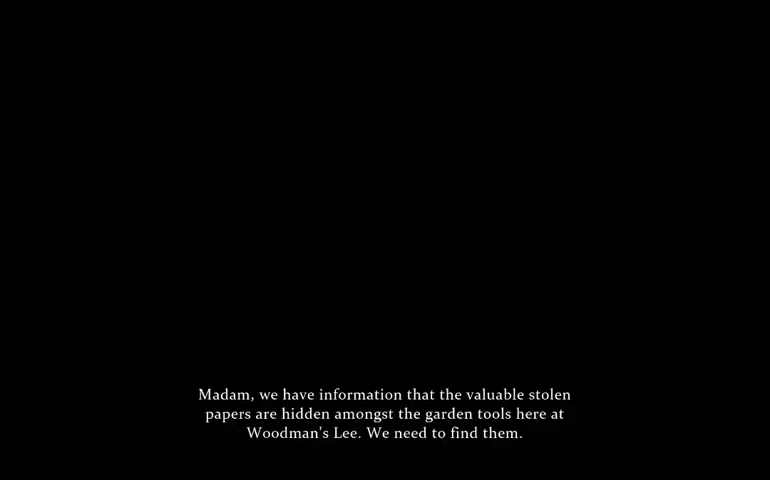 Madam, we have information that the valuable stolen
papers are hidden amongst the garden tools here at
Woodman's Lee. We need to find them.